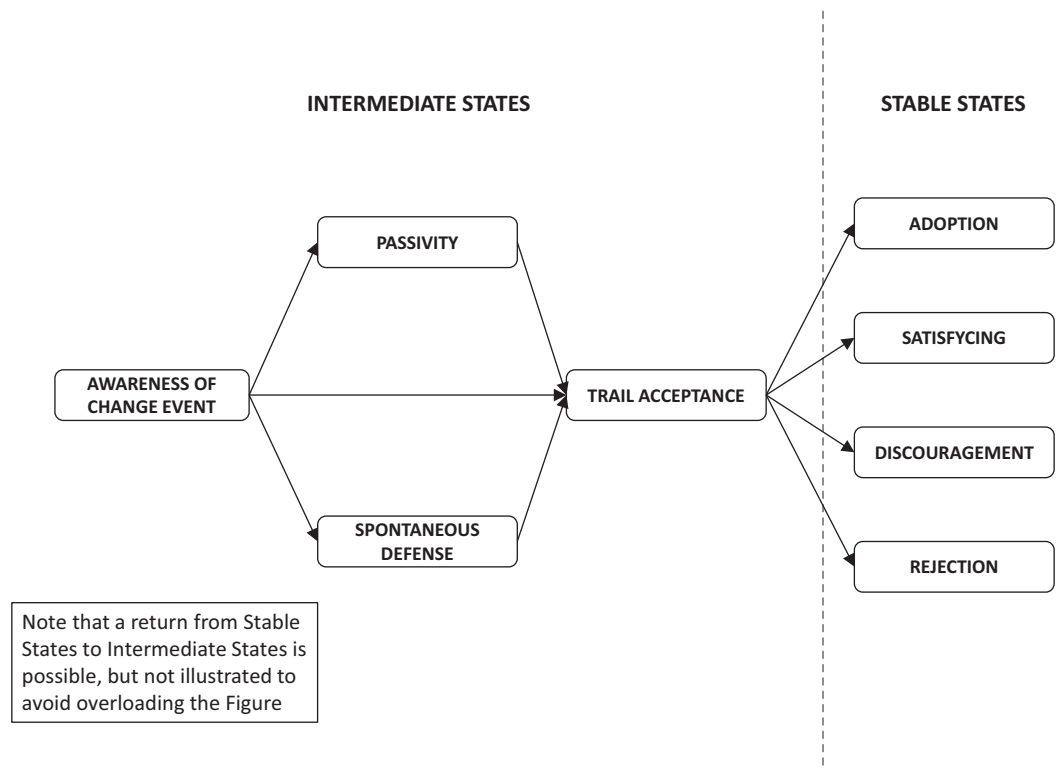 INTERMEDIATE STATES
STABLE STATES
ADOPTION
PASSIVITY
SATISFYCING
AWARENESS OF
CHANGE EVENT
TRAIL ACCEPTANCE
DISCOURAGEMENT
SPONTANEOUS
DEFENSE
REJECTION
Note that a return from Stable
States to Intermediate States is
possible, but not illustrated to
avoid overloading the Figure